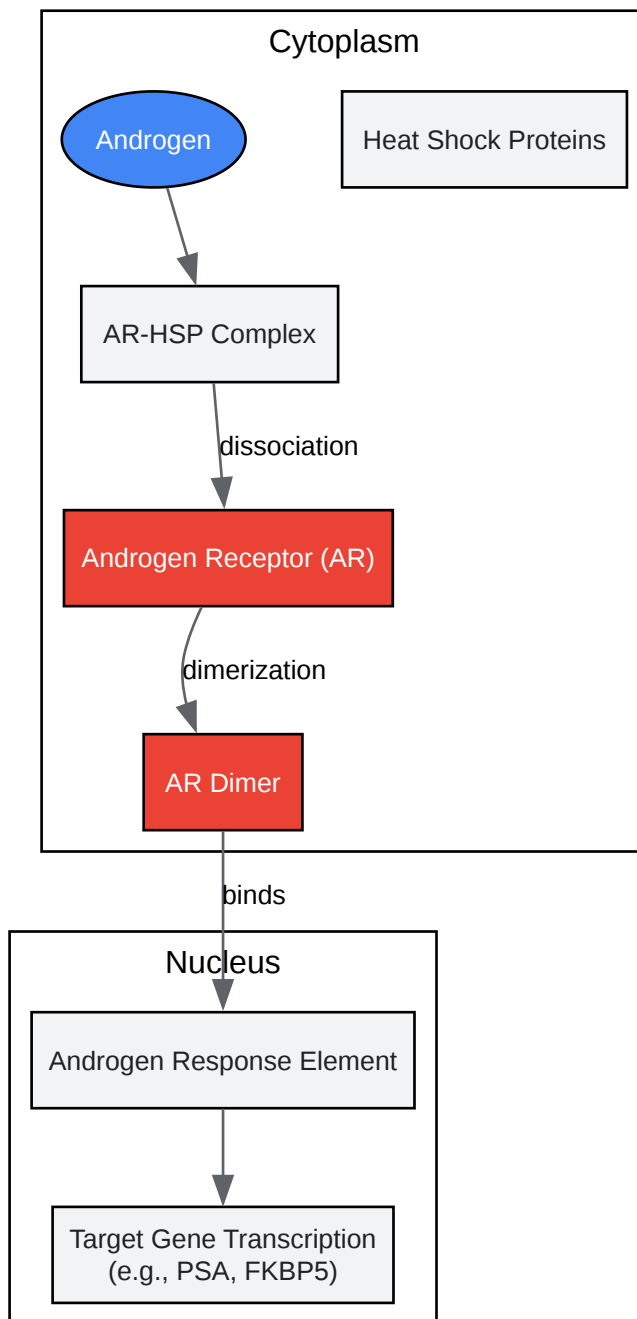 Cytoplasm
Androgen
Heat Shock Proteins
AR-HSP Complex
dissociation
Androgen Receptor (AR)
dimerization
AR Dimer
binds
Nucleus
Androgen Response Element
Target Gene Transcription
(e.g., PSA, FKBP5)